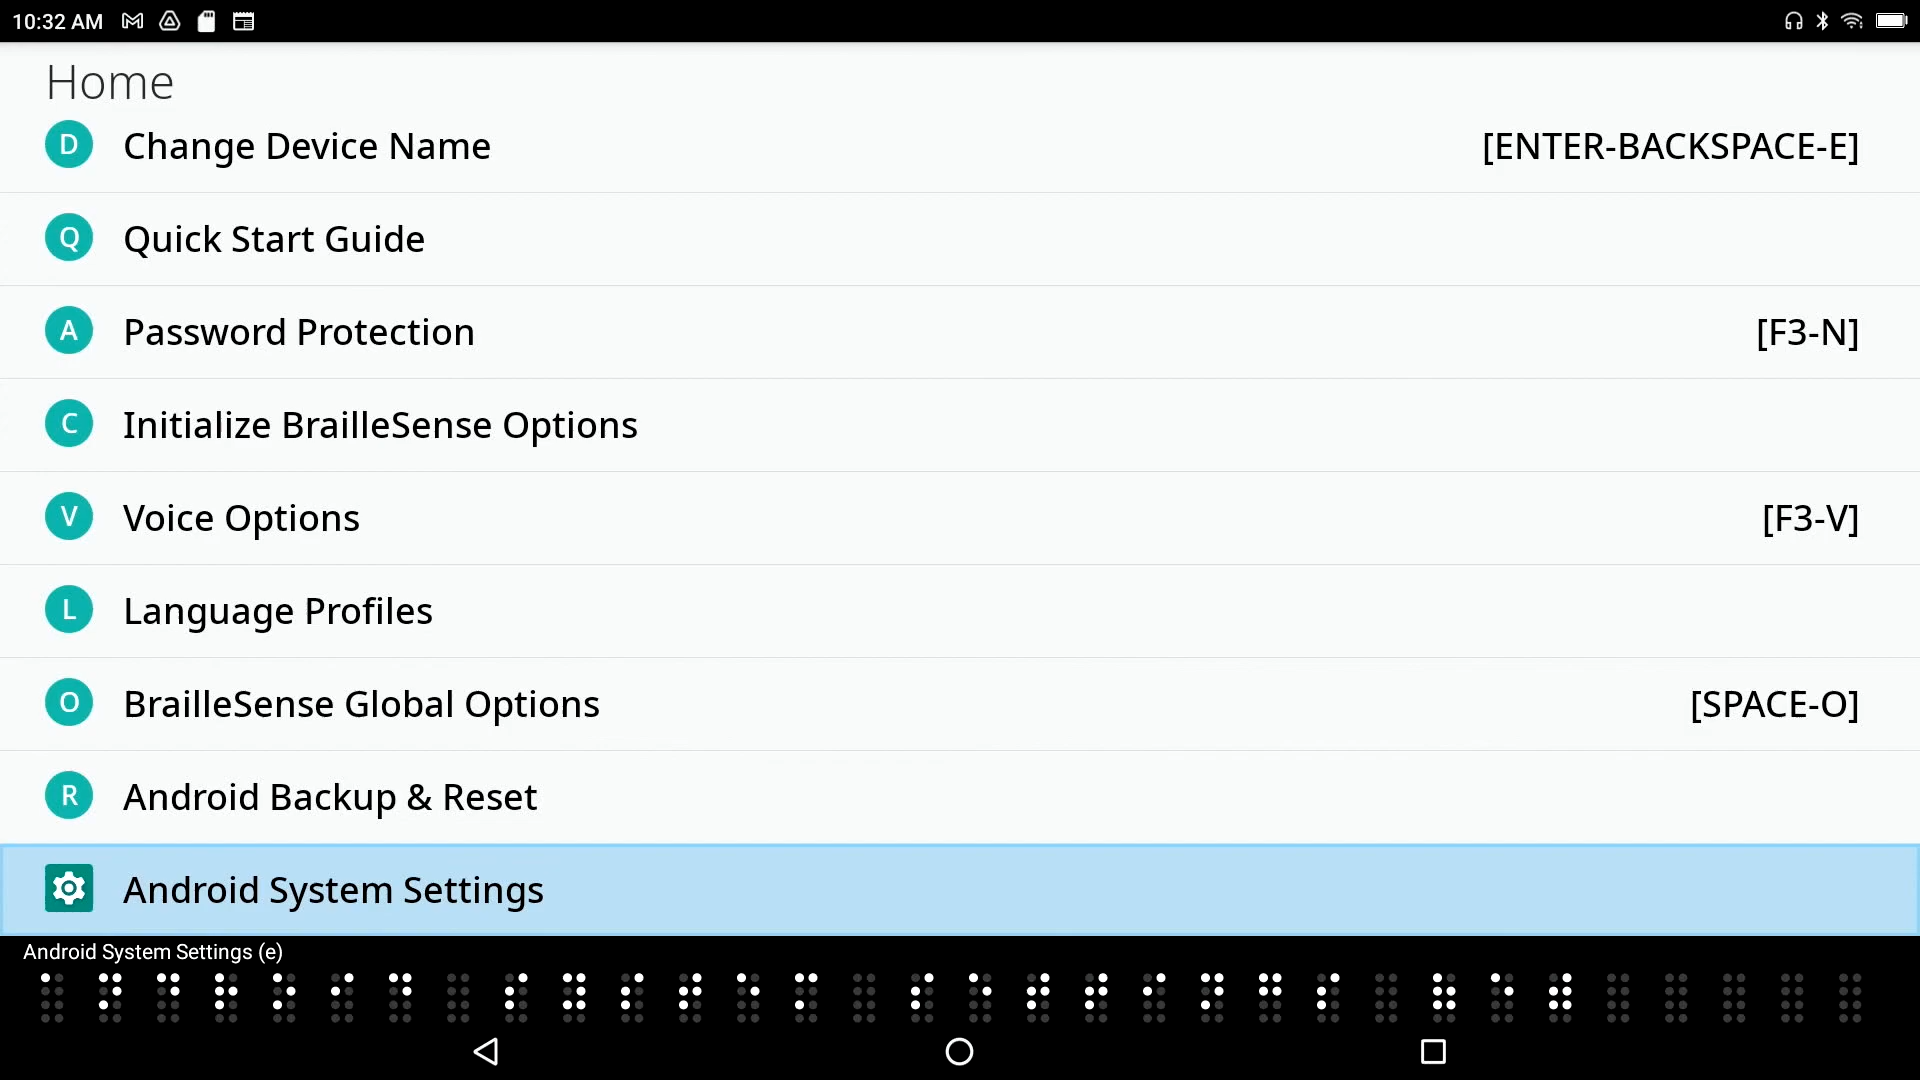 10:32 AM
Home
D Change Device Name [ENTER-BACKSPACE-E]
Q Quick Start Guide
A Password Protection [F3-N]
C Initialize BrailleSense Options
V Voice Options [F3-V]
L Language Profiles
O BrailleSense Global Options [SPACE-O]
R Android Backup & Reset
Android System Settings
Android System Settings (e)